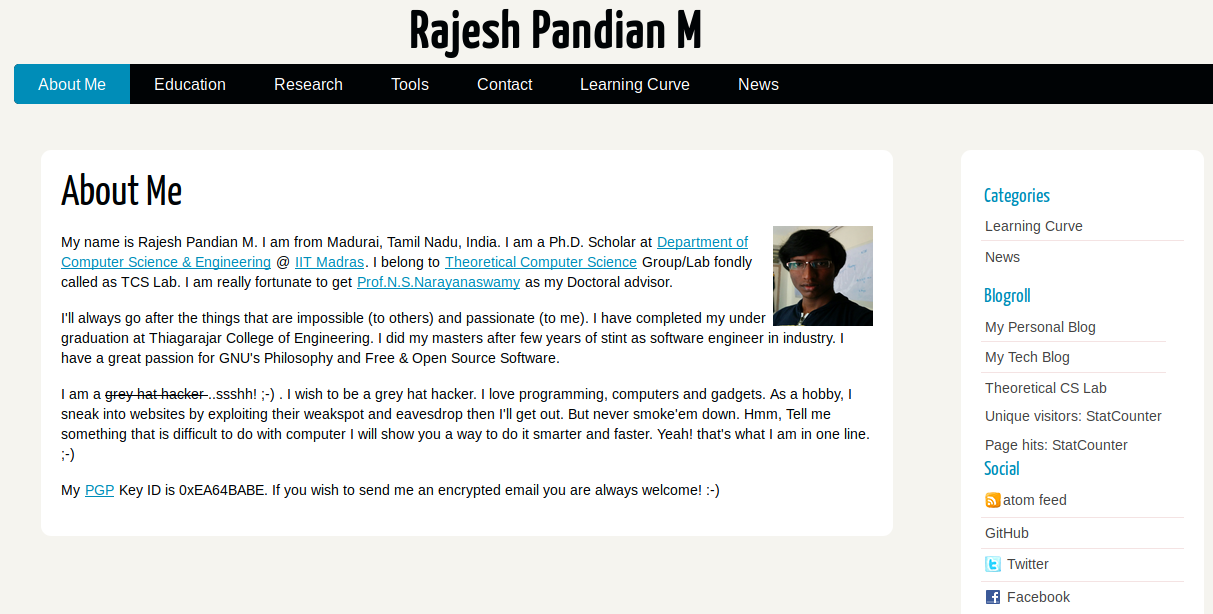 Rajesh Pandian M
About Me Education Research Tools Contact Learning Curve News
About Me
My name is Rajesh Pandian M. I am from Madurai, Tamil Nadu, India. I am a Ph.D. Scholar at Department of
Computer Science & Engineering @ IIT Madras. I belong to Theoretical Computer Science Group/Lab fondly
called as TCS Lab. I am really fortunate to get Prof.N.S.Narayanaswamy as my Doctoral advisor.
I'll always go after the things that are impossible (to others) and passionate (to me). I have completed my under
graduation at Thiagarajar College of Engineering. I did my masters after few years of stint as software engineer in industry. I
have a great passion for GNU's Philosophy and Free & Open Source Software.
I am a grey hat hacker ..ssshh! ;-) . I wish to be a grey hat hacker. I love programming, computers and gadgets. As a hobby, I
sneak into websites by exploiting their weakspot and eavesdrop then I'll get out. But never smoke'em down. Hmm, Tell me
something that is difficult to do with computer I will show you a way to do it smarter and faster. Yeah! that's what I am in one line.
;-)
My PGP Key ID is 0xEA64BABE. If you wish to send me an encrypted email you are always welcome! :-)
Categories
Learning Curve
News
Blogroll
My Personal Blog
My Tech Blog
Theoretical CS Lab
Unique visitors: StatCounter
Page hits: StatCounter
Social
atom feed
GitHub
Twitter
Facebook